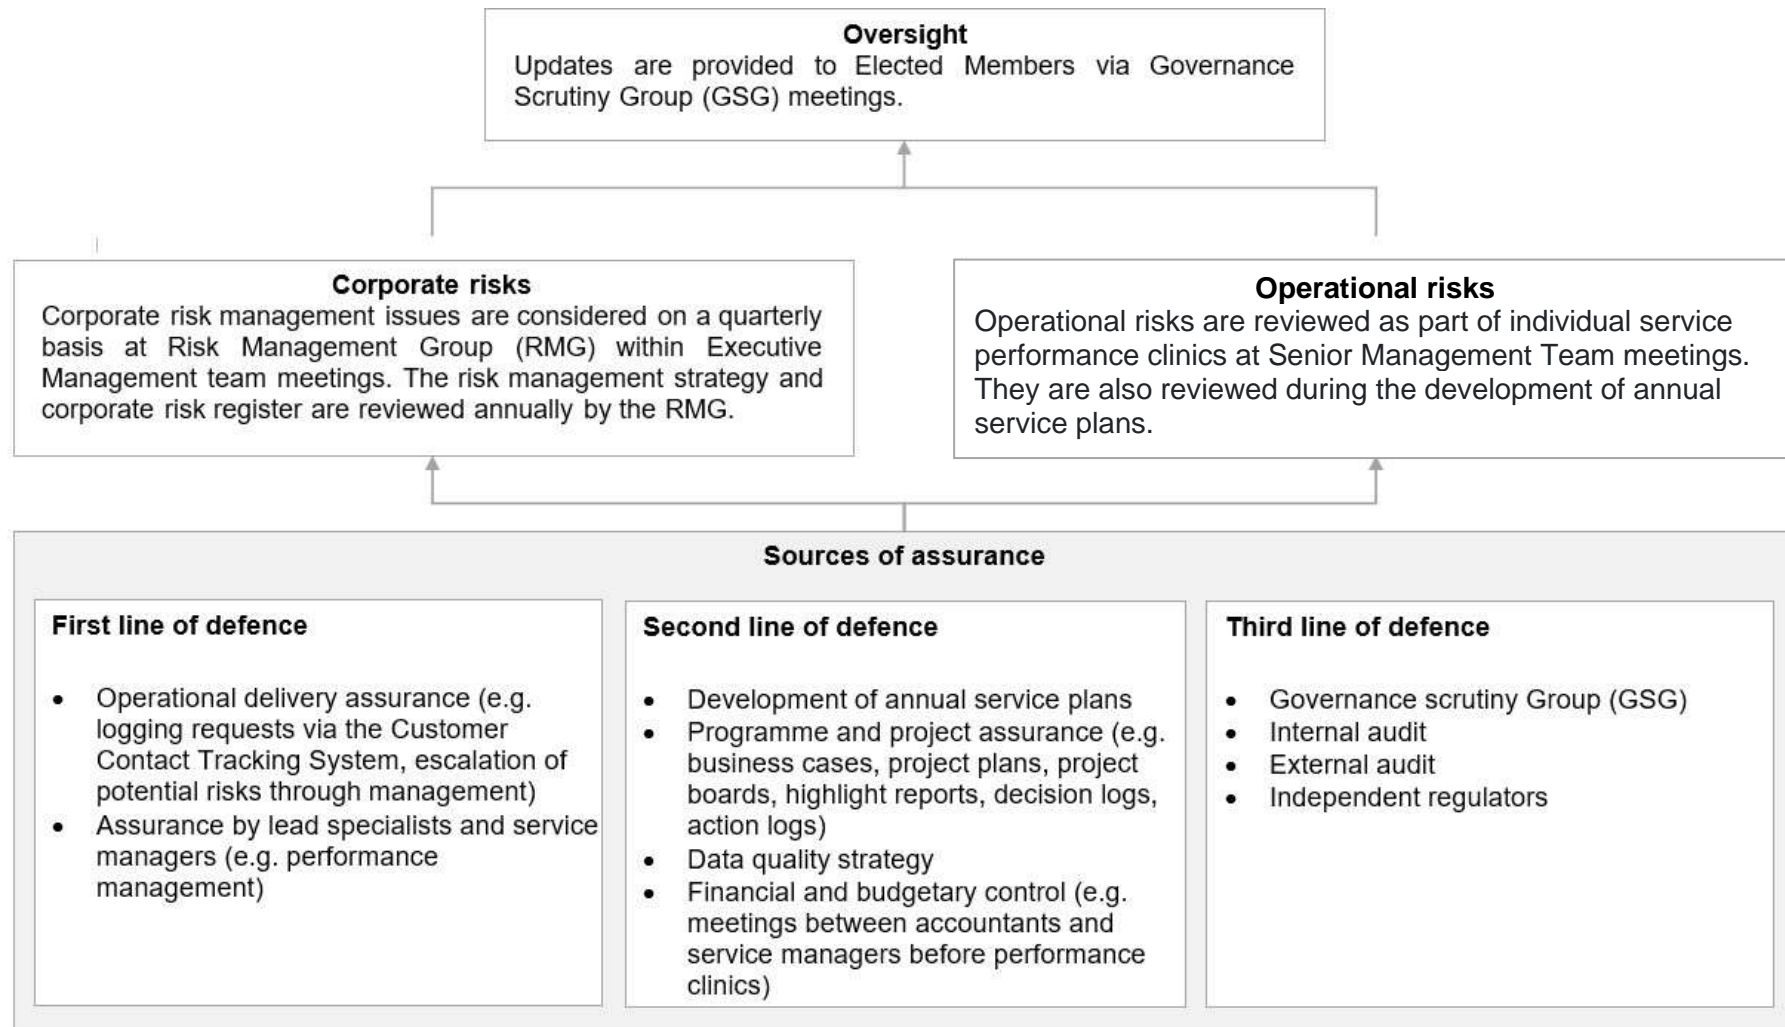 Oversight
Updates are provided to Elected Members via Governance
Scrutiny Group (GSG) meetings.
Corporate risks
Corporate risk management issues are considered on a quarterly
basis at Risk Management Group (RMG) within Executive
Management team meetings. The risk management strategy and
corporate risk register are reviewed annually by the RMG.
Operational risks
Operational risks are reviewed as part of individual service
performance clinics at Senior Management Team meetings.
They are also reviewed during the development of annual
service plans.
Sources of assurance
First line of defence
• Operational delivery assurance (e.g.
logging requests via the Customer
Contact Tracking System, escalation of
potential risks through management)
• Assurance by lead specialists and service
managers (e.g. performance
management)
Second line of defence
• Development of annual service plans
• Programme and project assurance (e.g.
business cases, project plans, project
boards, highlight reports, decision logs,
action logs)
• Data quality strategy
• Financial and budgetary control (e.g.
meetings between accountants and
service managers before performance
clinics)
Third line of defence
• Governance scrutiny Group (GSG)
• Internal audit
• External audit
• Independent regulators